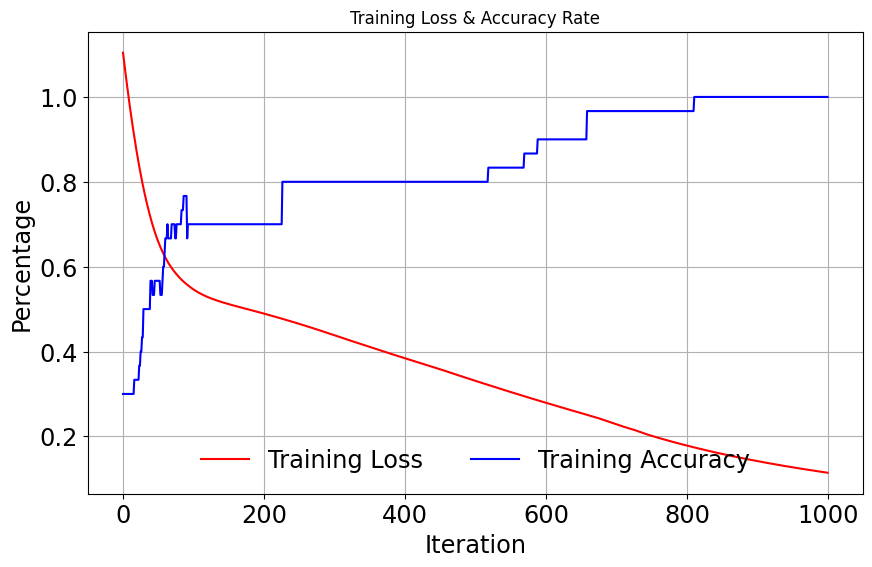 Training Loss & Accuracy Rate
Percentage
1.0
0.8
0.6
0.4
0.2
Training Loss
Training Accuracy
0 200 400 600 800 1000
Iteration